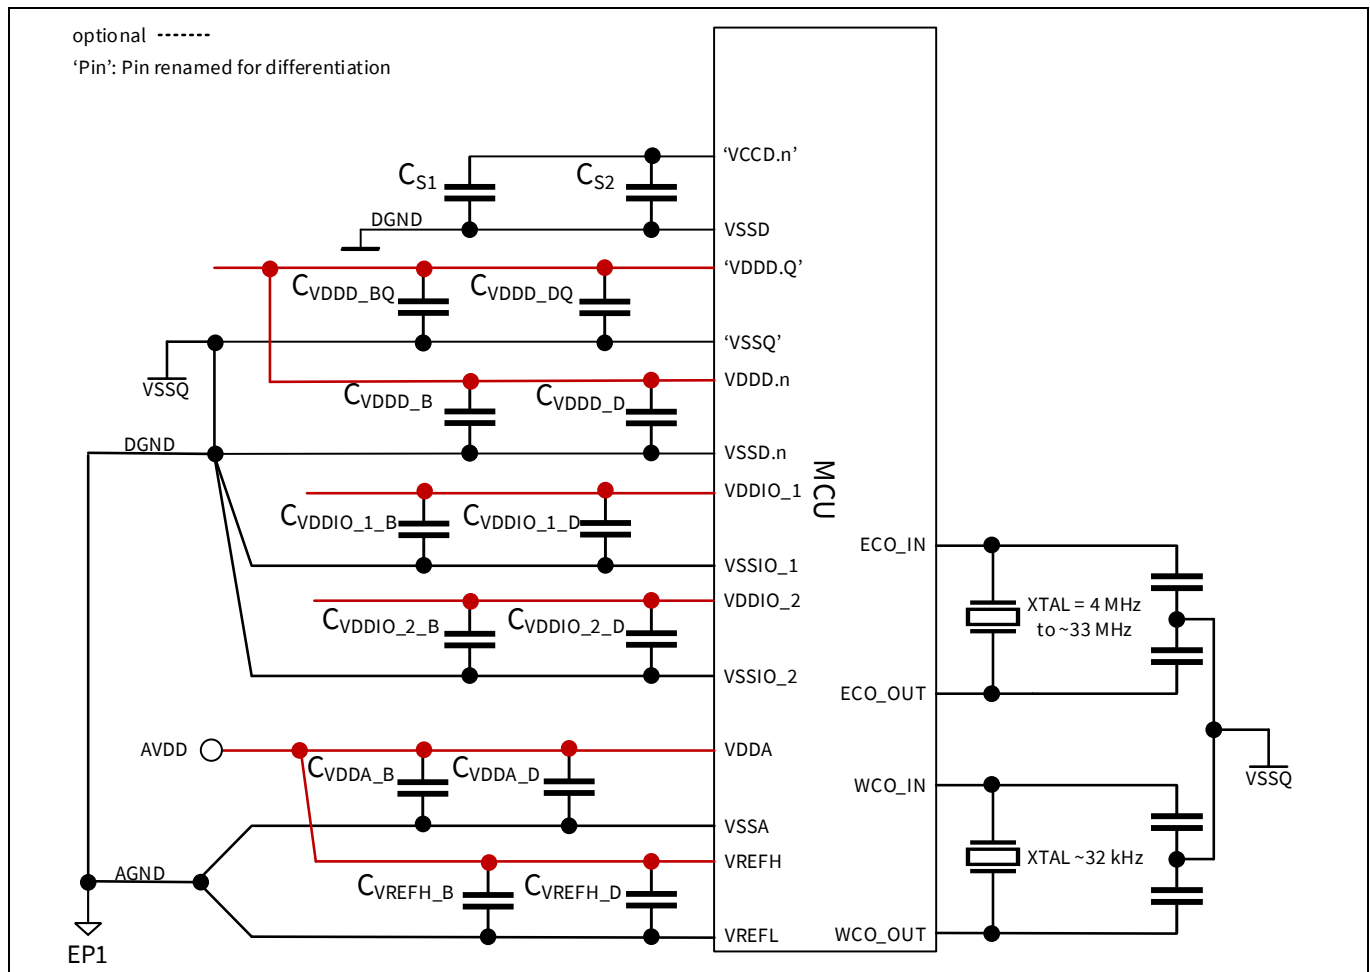 optional -------
‘Pin’: Pin renamed for differentiation
‘VCCD.n’
CS1
CS2
DGND
VSSD
‘VDDD.Q’
CVDDD_BQ
CVDDD_DQ
‘VSSQ’
VSSQ
VDDD.n
CVDDD_B
CVDDD_D
DGND
VSSD.n
MCU
VDDIO_1
CVDDIO_1_B
CVDDIO_1_D
VSSIO_1
VDDIO_2
CVDDIO_2_B
CVDDIO_2_D
VSSIO_2
AVDD
VDDA
CVDDA_B
CVDDA_D
VSSA
VREFH
AGND
CVREFH_B
CVREFH_D
VREFL
EP1
ECO_IN
XTAL = 4 MHz
to ~33 MHz
ECO_OUT
VSSQ
WCO_IN
XTAL ~32 kHz
WCO_OUT